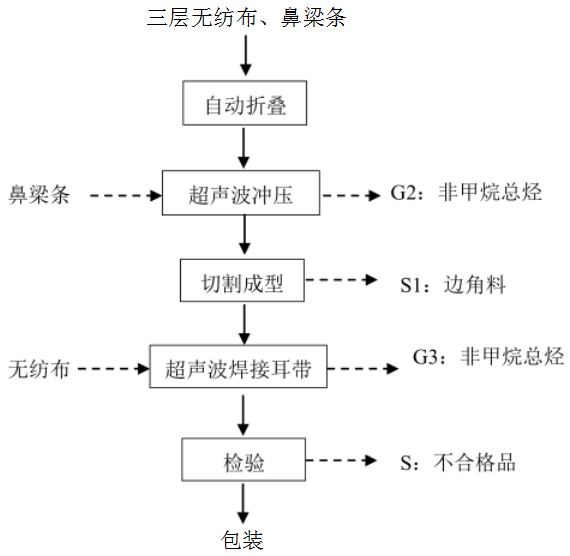 三层无纺布、鼻梁条
自动折叠
鼻梁条
超声波冲压
G2：非甲烷总烃
切割成型
S1：边角料
无纺布
超声波焊接耳带
G3：非甲烷总烃
检验
S：不合格品
包装